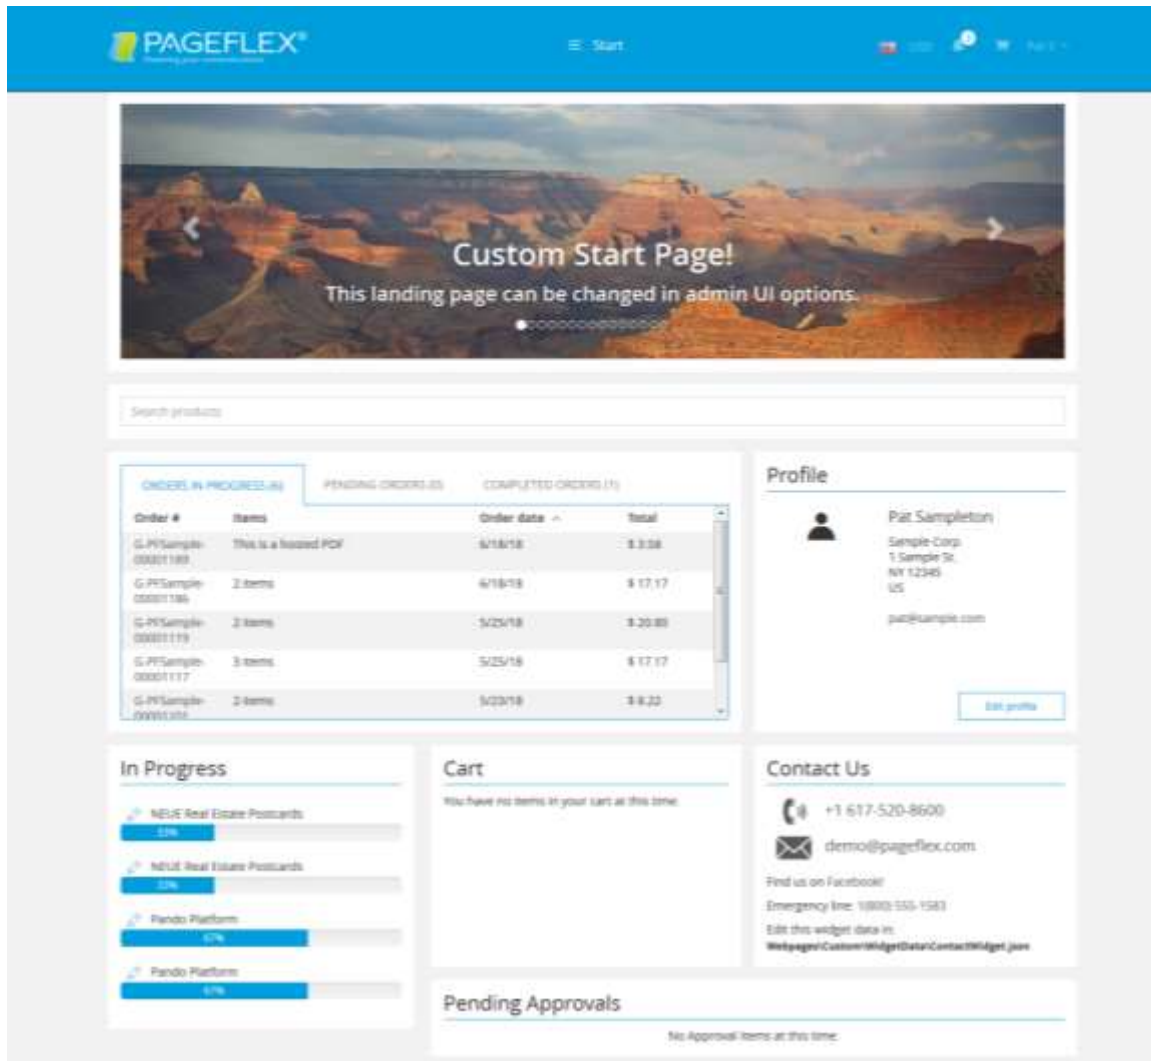 PAGEFLEX®
Start
USD
Custom Start Page!
This landing page can be changed in admin UI options.
Search products
ORDERS IN PROGRESS (6) PENDING ORDERS (0) COMPLETED ORDERS (1)
Order # Items Order date Total
G-PFSample- This is a hosted PDF 6/18/18 $ 3.58
00001189
G-PFSample- 2 items 6/18/18 $ 17.17
00001186
G-PFSample- 2 items 5/25/18 $ 20.80
00001119
G-PFSample- 3 items 5/25/18 $ 17.17
00001117
G-PFSample- 2 items 5/23/18
Profile
Pat Sampleton
Sample Corp.
1 Sample St.
NY 12345
US
pat@sample.com
Edit profile
In Progress
NEUE Real Estate Postcards
33%
NEUE Real Estate Postcards
33%
Pando Platform
67%
Pando Platform
67%
Cart
You have no items in your cart at this time.
Contact Us
+1 617-520-8600
demo@pageflex.com
Find us on Facebook!
Emergency line: 1(800) 555-1583
Edit this widget data in:
Webpages\Custom\WidgetData\ContactWidget.json
Pending Approvals
No Approval items at this time.